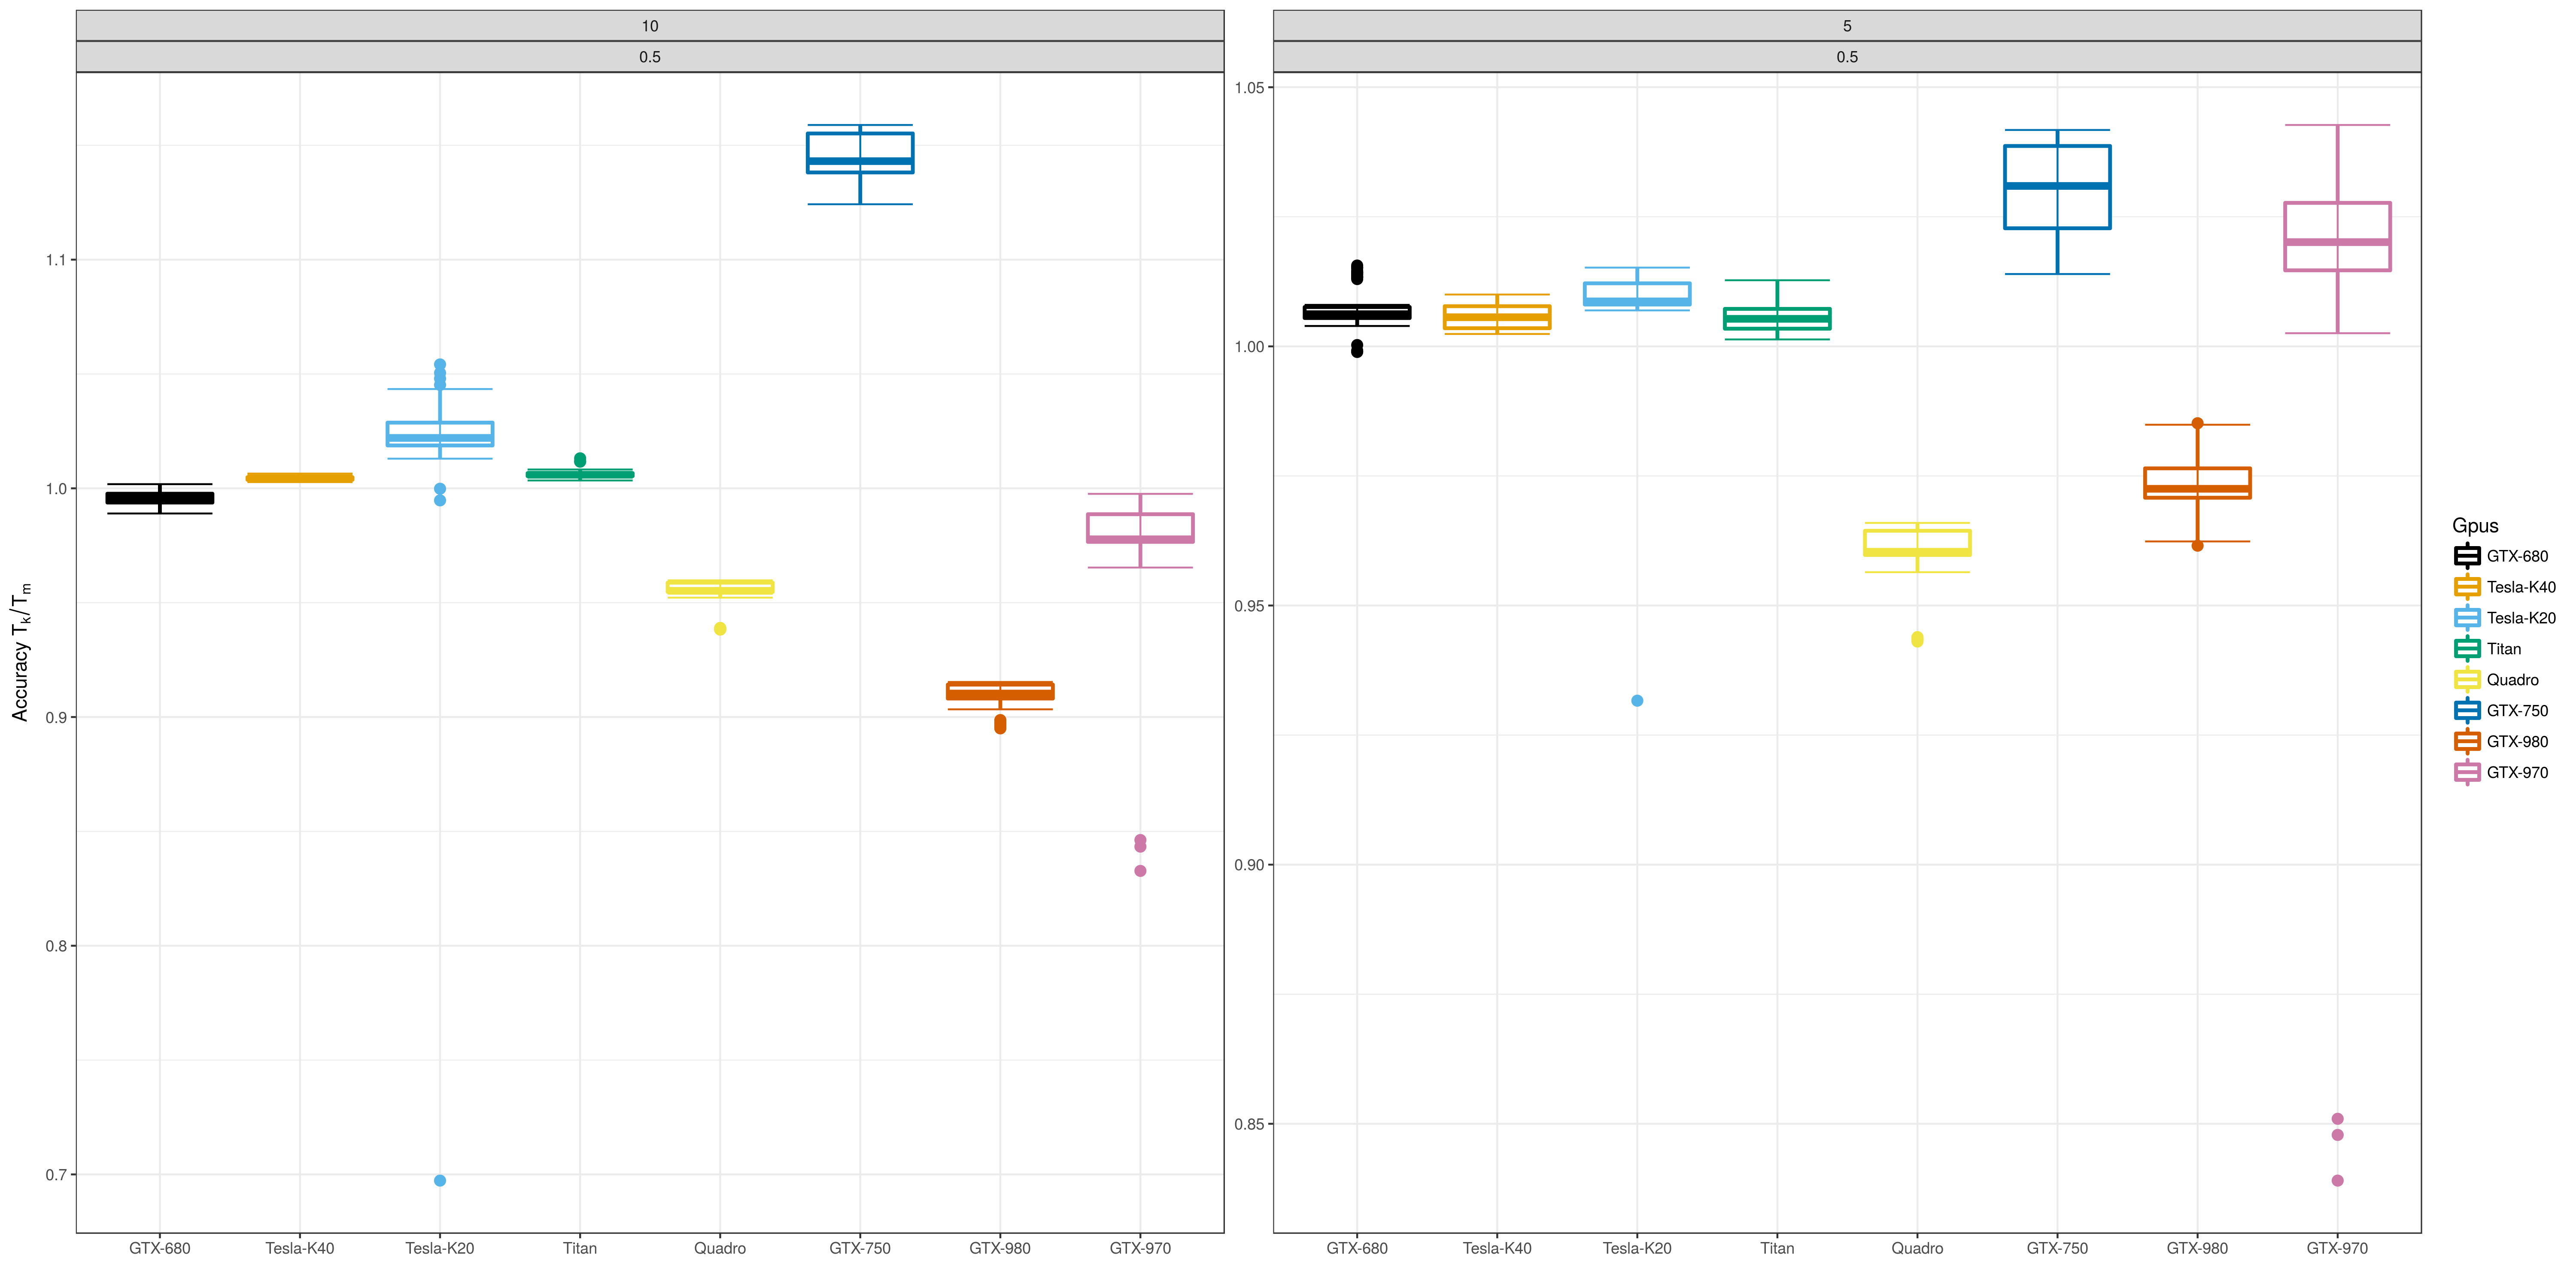 10
0.5
5
0.5
Accuracy Tk/Tm
1.1
1.0
0.9
0.8
0.7
1.05
1.00
0.95
0.90
0.85
GTX-680 Tesla-K40 Tesla-K20 Titan Quadro GTX-750 GTX-980 GTX-970
GTX-680 Tesla-K40 Tesla-K20 Titan Quadro GTX-750 GTX-980 GTX-970
Gpus
GTX-680
Tesla-K40
Tesla-K20
Titan
Quadro
GTX-750
GTX-980
GTX-970